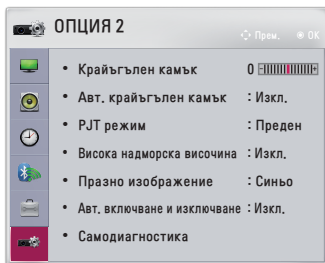 ОПЦИЯ 2
Прем. OK
• Крайъгълен камък 0
• Авт. крайъгълен камък : Изкл.
• PJT режим : Преден
• Висока надморска височина : Изкл.
• Празно изображение : Синьо
• Авт. включване и изключване : Изкл.
• Самодиагностика